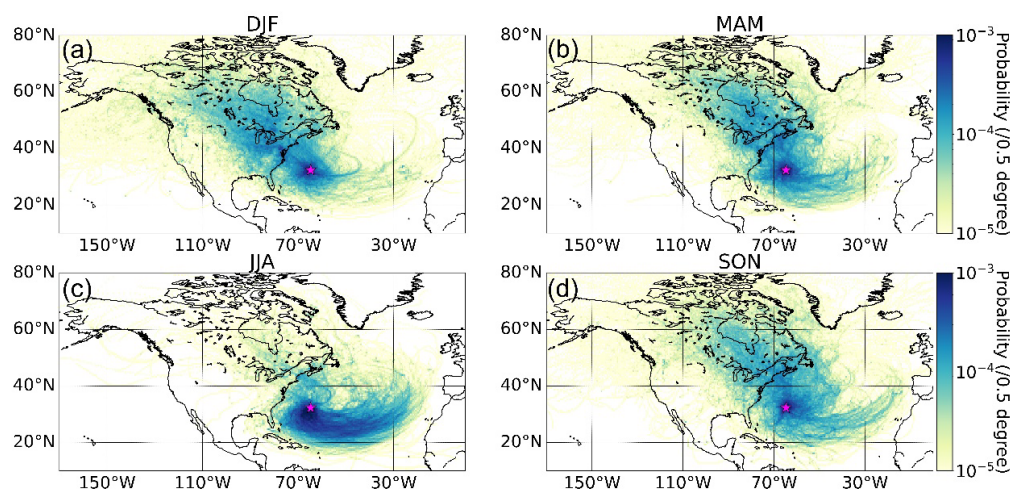 DJF
MAM
(a)
(b)
80°N
60°N
40°N
20°N
150°W 110°W 70°W 30°W
80°N
60°N
40°N
20°N
150°W 110°W 70°W 30°W
10⁻³
10⁻⁴
10⁻⁵
Probability (/0.5 degree)
JJA
SON
(c)
(d)
80°N
60°N
40°N
20°N
150°W 110°W 70°W 30°W
80°N
60°N
40°N
20°N
150°W 110°W 70°W 30°W
10⁻³
10⁻⁴
10⁻⁵
Probability (/0.5 degree)